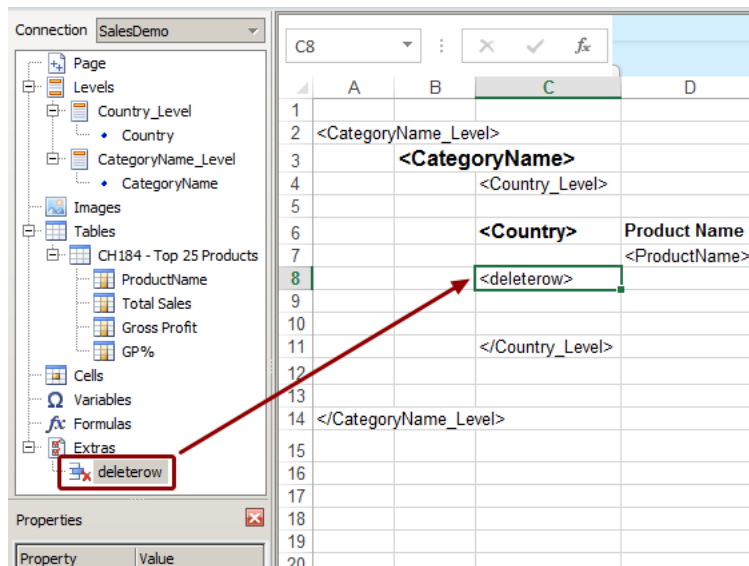 Connection SalesDemo
Page
Levels
Country_Level
Country
CategoryName_Level
CategoryName
Images
Tables
CH184 - Top 25 Products
ProductName
Total Sales
Gross Profit
GP%
Cells
Variables
Formulas
Extras
deleterow
Properties
Property Value
C8 fx
A B C D
1
2 <CategoryName_Level>
3 <CategoryName>
4 <Country_Level>
5
6 <Country> Product Name
7 <ProductName>
8 <deleterow>
9
10
11 </Country_Level>
12
13
14 </CategoryName_Level>
15
16
17
18
19
20